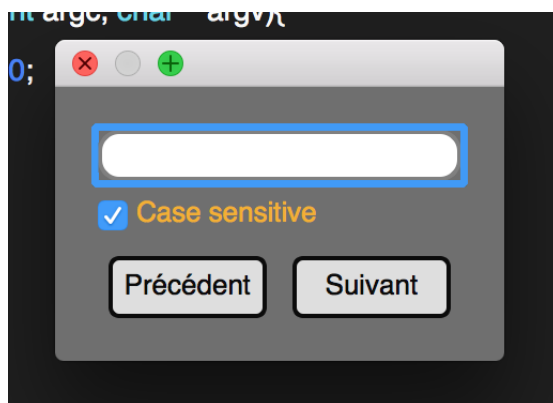 argc, char argv){
0;
Case sensitive
Précédent Suivant